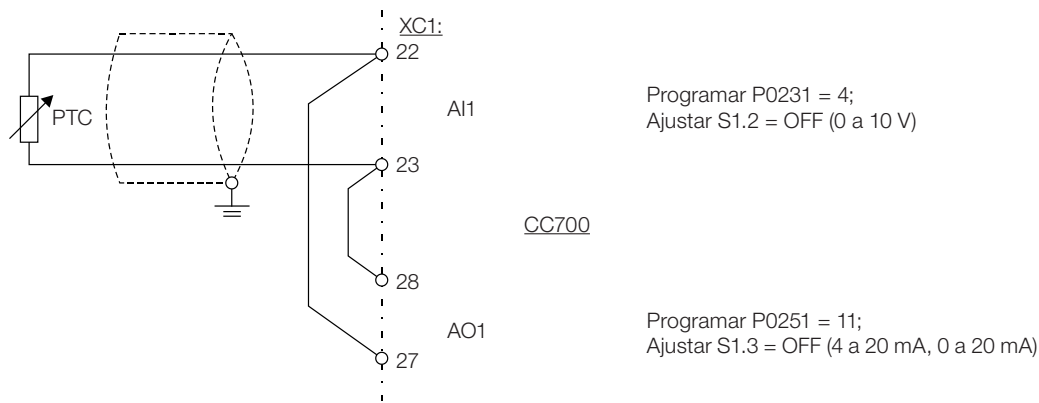 XC1:
22
PTC
AI1
Programar P0231 = 4;
Ajustar S1.2 = OFF (0 a 10 V)
23
CC700
28
AO1
Programar P0251 = 11;
Ajustar S1.3 = OFF (4 a 20 mA, 0 a 20 mA)
27